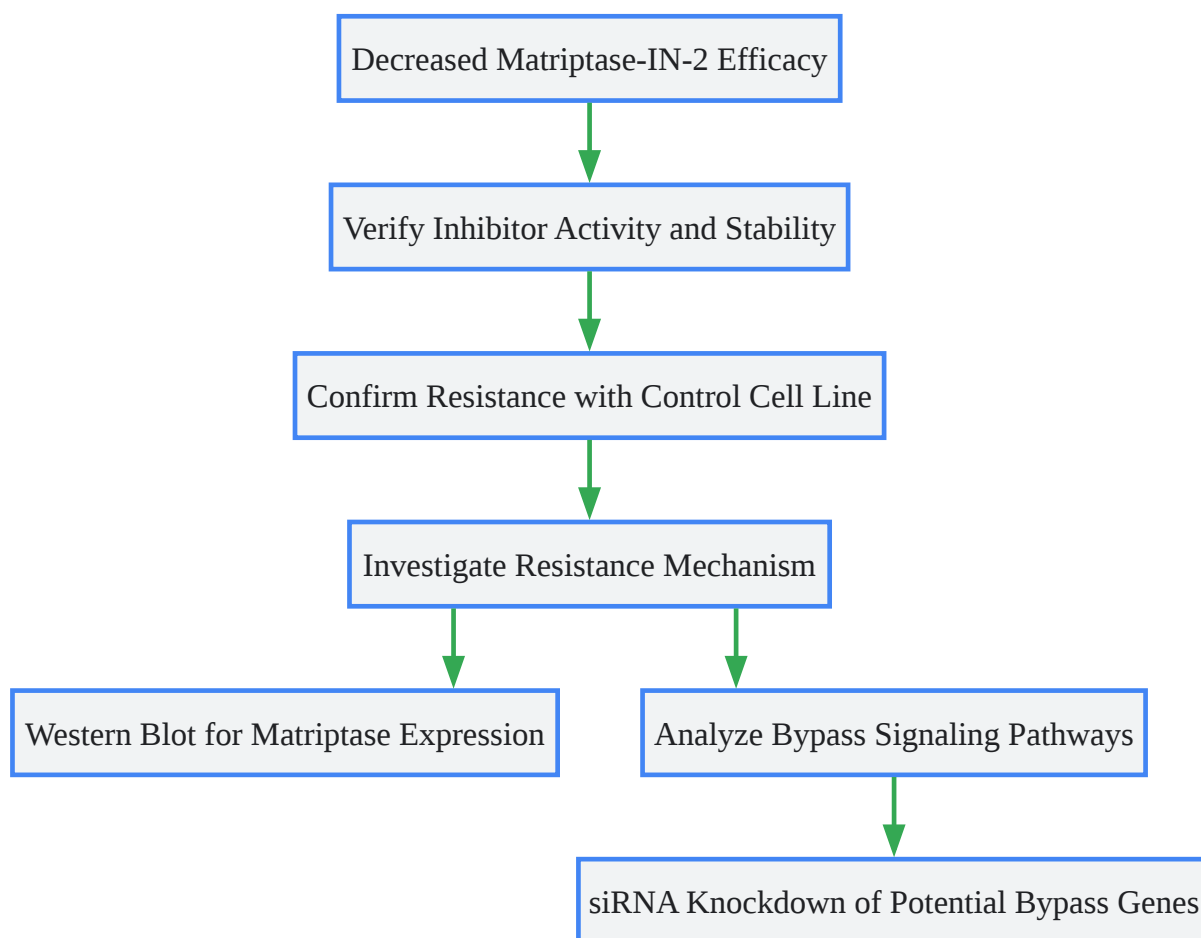 Decreased Matriptase-IN-2 Efficacy
Verify Inhibitor Activity and Stability
Confirm Resistance with Control Cell Line
Investigate Resistance Mechanism
Western Blot for Matriptase Expression
Analyze Bypass Signaling Pathways
siRNA Knockdown of Potential Bypass Genes